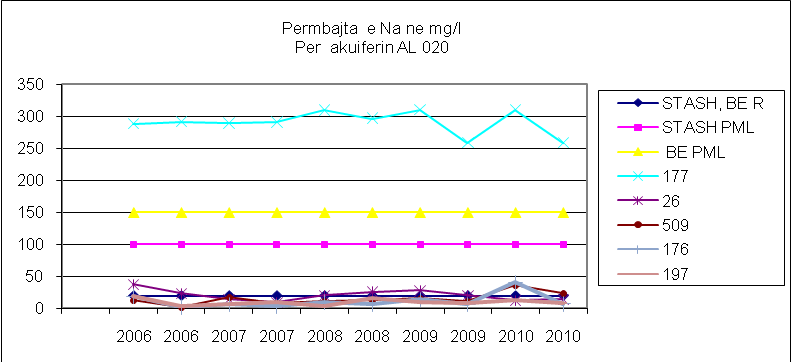 Permbajta e Na ne mg/l
Per akuiferin AL 020
350
300
250
200
150
100
50
0
2006 2006 2007 2007 2008 2008 2009 2009 2010 2010
STASH, BE R
STASH PML
BE PML
177
26
509
176
197